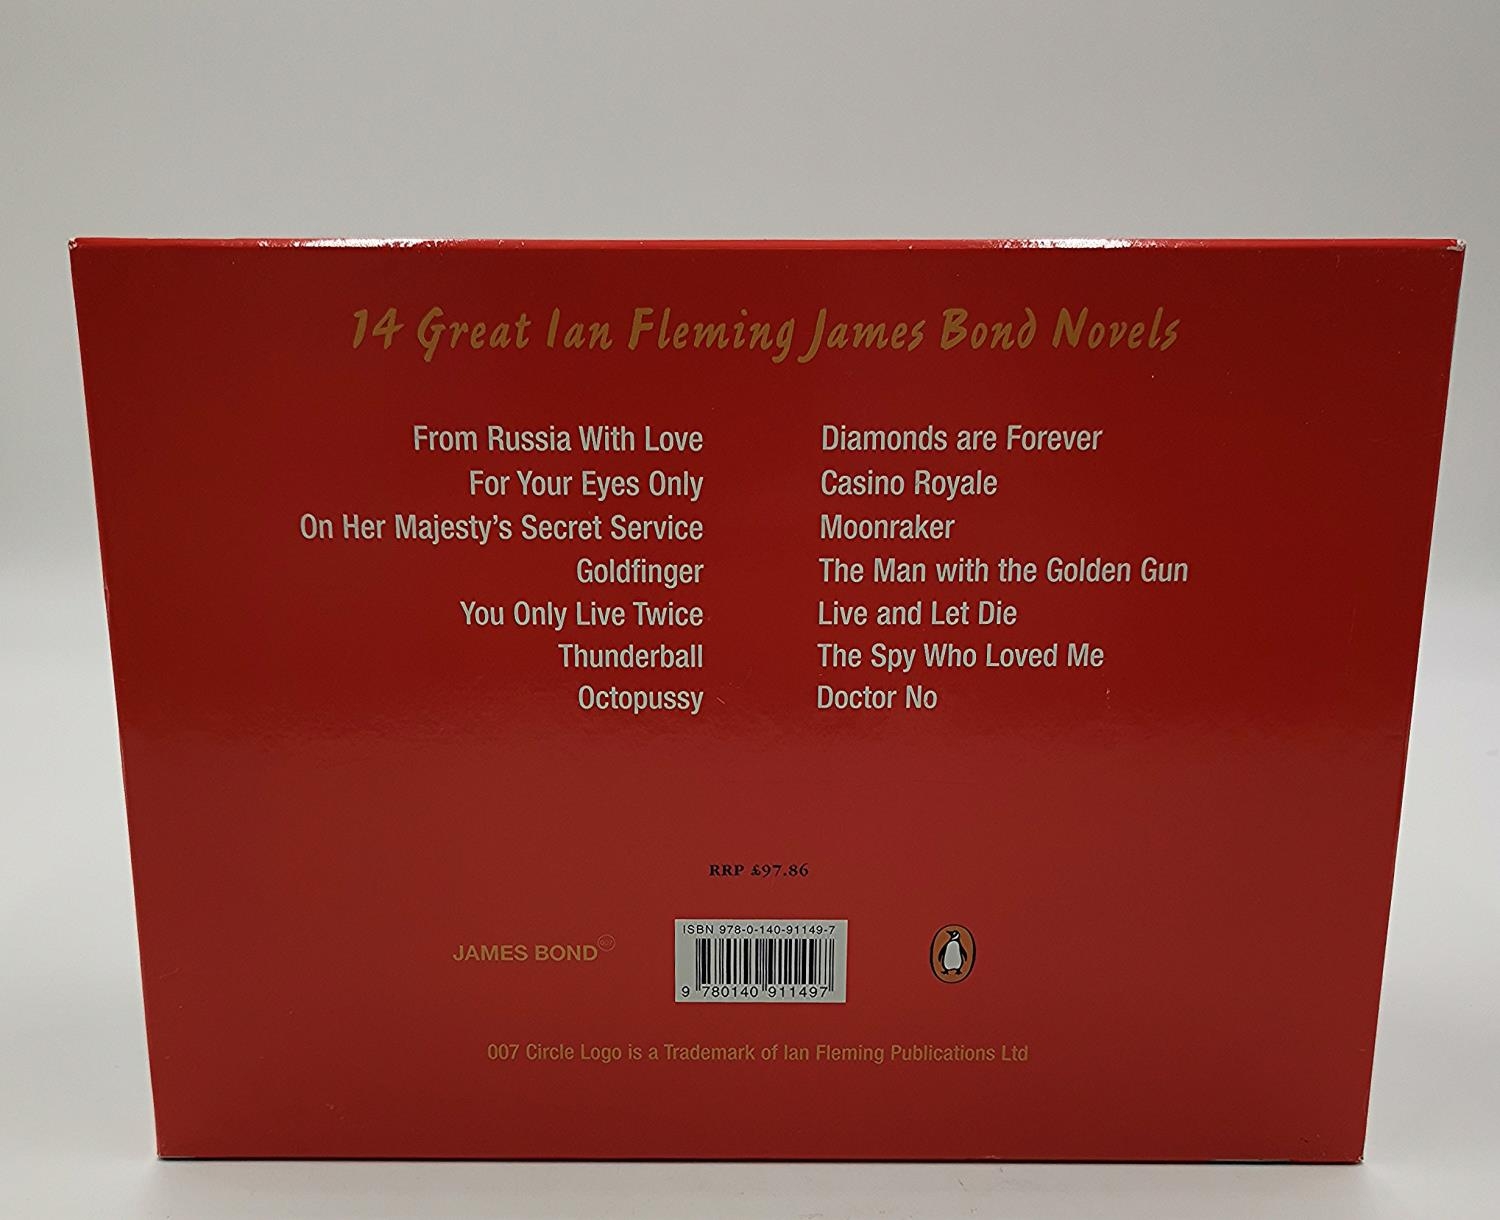 14 Great Ian Fleming James Bond Novels
From Russia With Love
For Your Eyes Only
On Her Majesty's Secret Service
Goldfinger
You Only Live Twice
Thunderball
Octopussy
Diamonds are Forever
Casino Royale
Moonraker
The Man with the Golden Gun
Live and Let Die
The Spy Who Loved Me
Doctor No
RRP £97.86
JAMES BOND 007
ISBN 978-0-140-91149-7
9 780140 911497
007 Circle Logo is a Trademark of Ian Fleming Publications Ltd